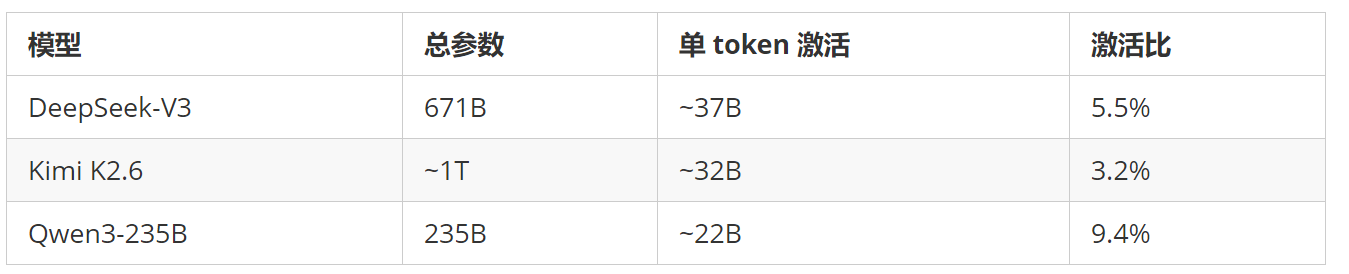 模型 总参数 单 token 激活 激活比
DeepSeek-V3 671B ~37B 5.5%
Kimi K2.6 ~1T ~32B 3.2%
Qwen3-235B 235B ~22B 9.4%